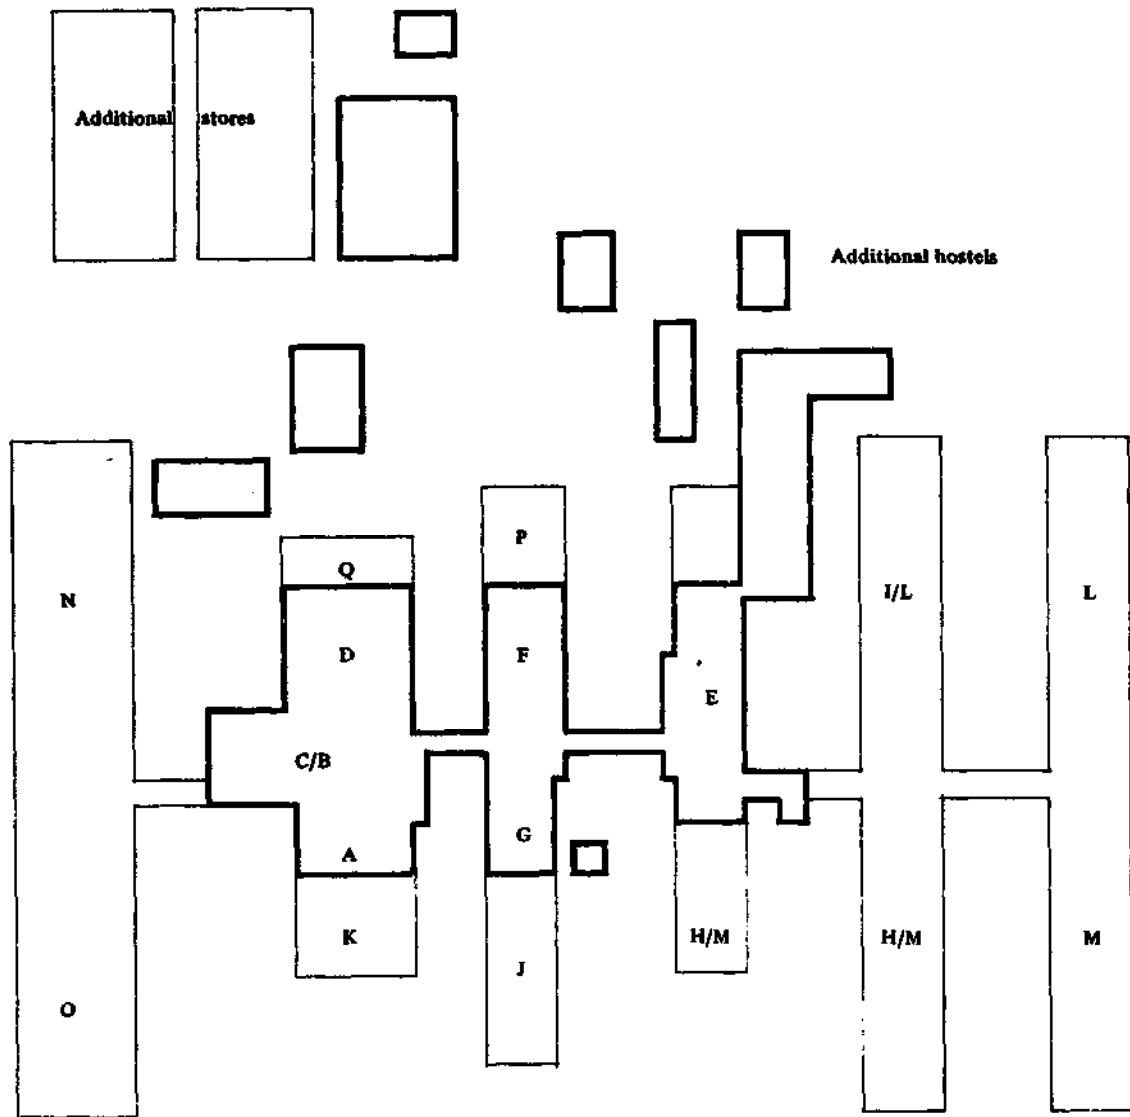 Additional stores
Additional hostels
P
Q
N
I/L
L
D
F
E
C/B
G
A
K
H/M
H/M
M
J
O